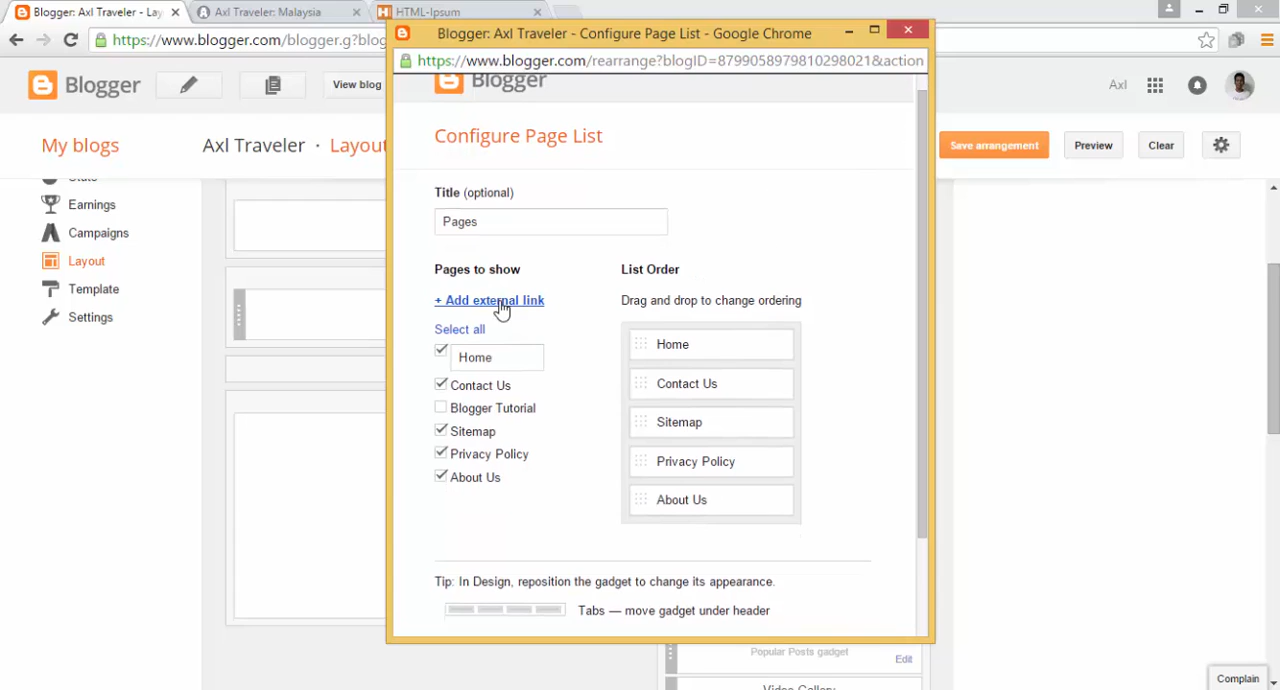 Blogger: Axl Traveler - Lay
Axl Traveler: Malaysia
HTML-Ipsum
https://www.blogger.com/blogger.g?blog
Blogger
View blog
Axl
My blogs
Axl Traveler · Layout
Save arrangement
Preview
Clear
Stats
Earnings
Campaigns
Layout
Template
Settings
Blogger: Axl Traveler - Configure Page List - Google Chrome
https://www.blogger.com/rearrange?blogID=8799058979810298021&action
Blogger
Configure Page List
Title (optional)
Pages
Pages to show
+ Add external link
Select all
Home
Contact Us
Blogger Tutorial
Sitemap
Privacy Policy
About Us
List Order
Drag and drop to change ordering
Home
Contact Us
Sitemap
Privacy Policy
About Us
Tip: In Design, reposition the gadget to change its appearance.
Tabs — move gadget under header
Popular Posts gadget
Edit
Video Gallery
Complain